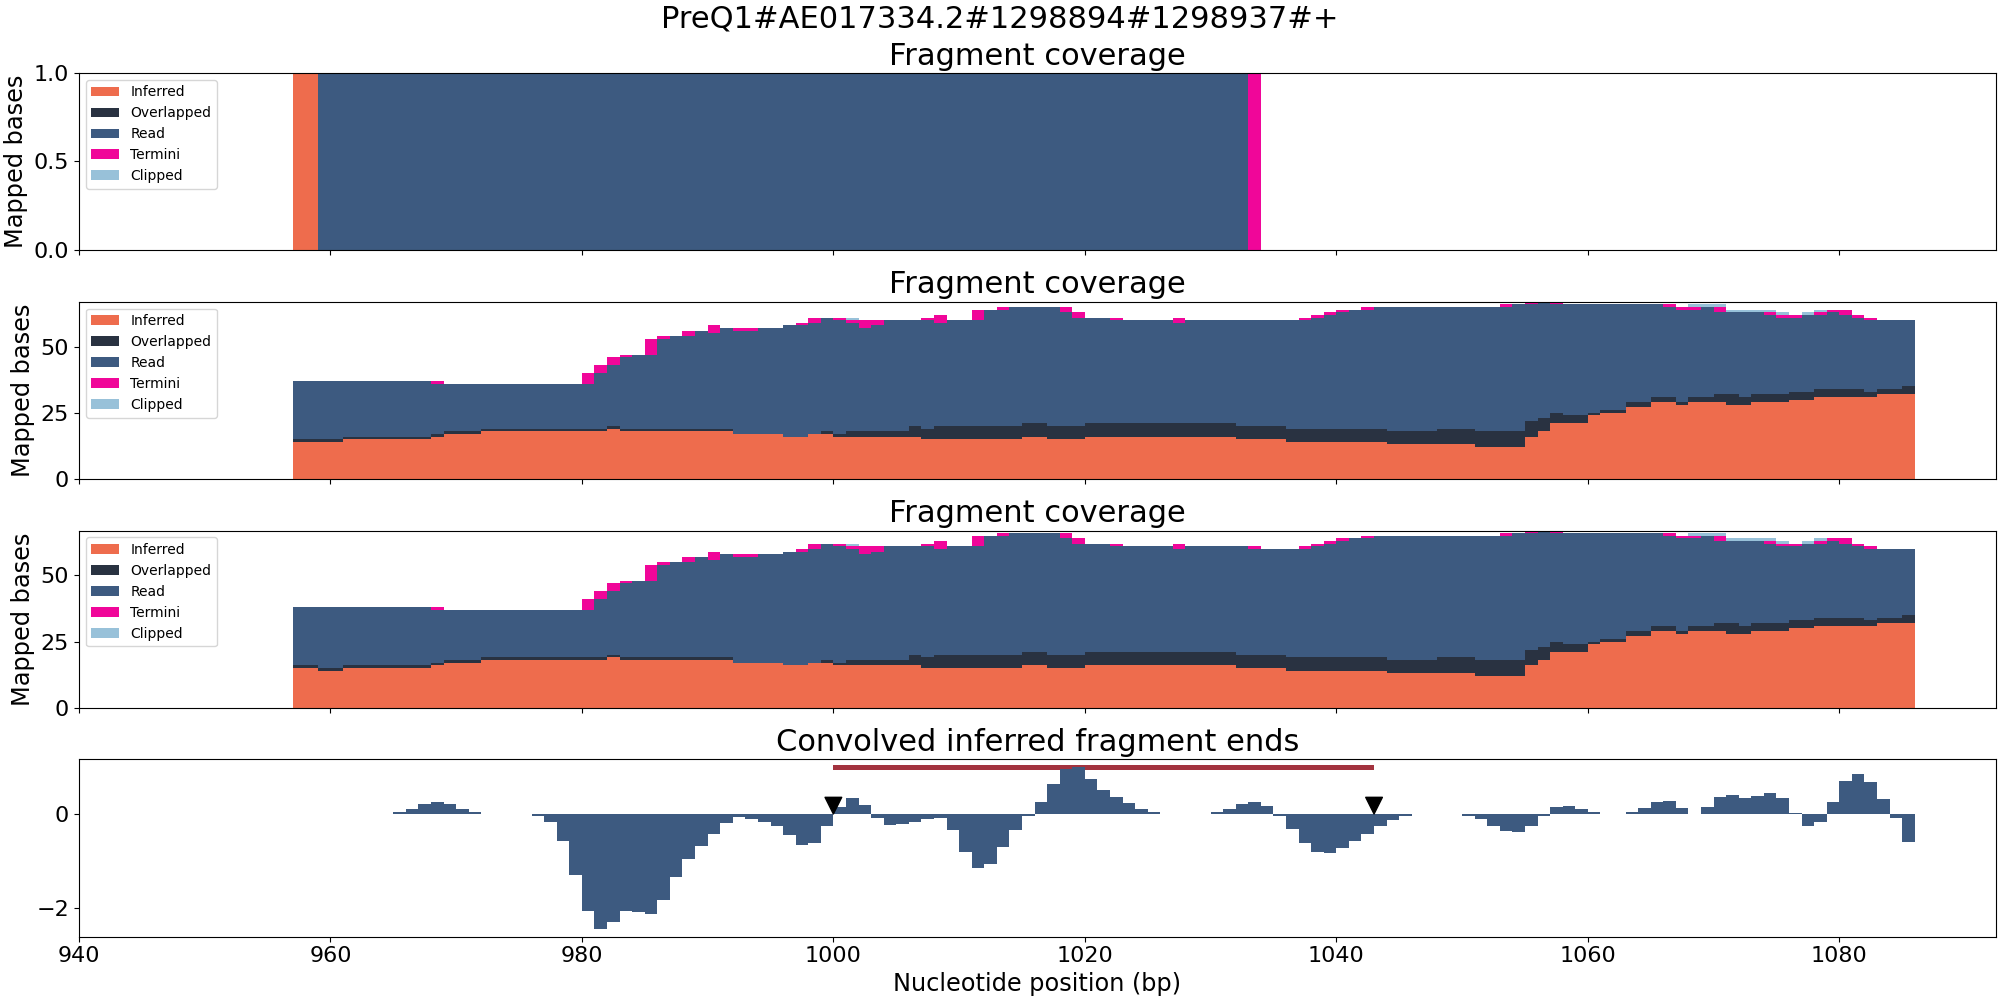 PreQ1#AE017334.2#1298894#1298937#+
Fragment coverage
Mapped bases
1.0
0.5
0.0
Inferred
Overlapped
Read
Termini
Clipped
Fragment coverage
Mapped bases
50
25
0
Inferred
Overlapped
Read
Termini
Clipped
Fragment coverage
Mapped bases
50
25
0
Inferred
Overlapped
Read
Termini
Clipped
Convolved inferred fragment ends
0
−2
940 960 980 1000 1020 1040 1060 1080
Nucleotide position (bp)